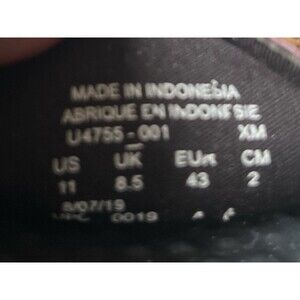 MADE IN INDONESIA
ABRIQUE EN INDONESIE
U4755-001 XM
US UK EUR CM
11 8.5 43 2
8/07/19
0019